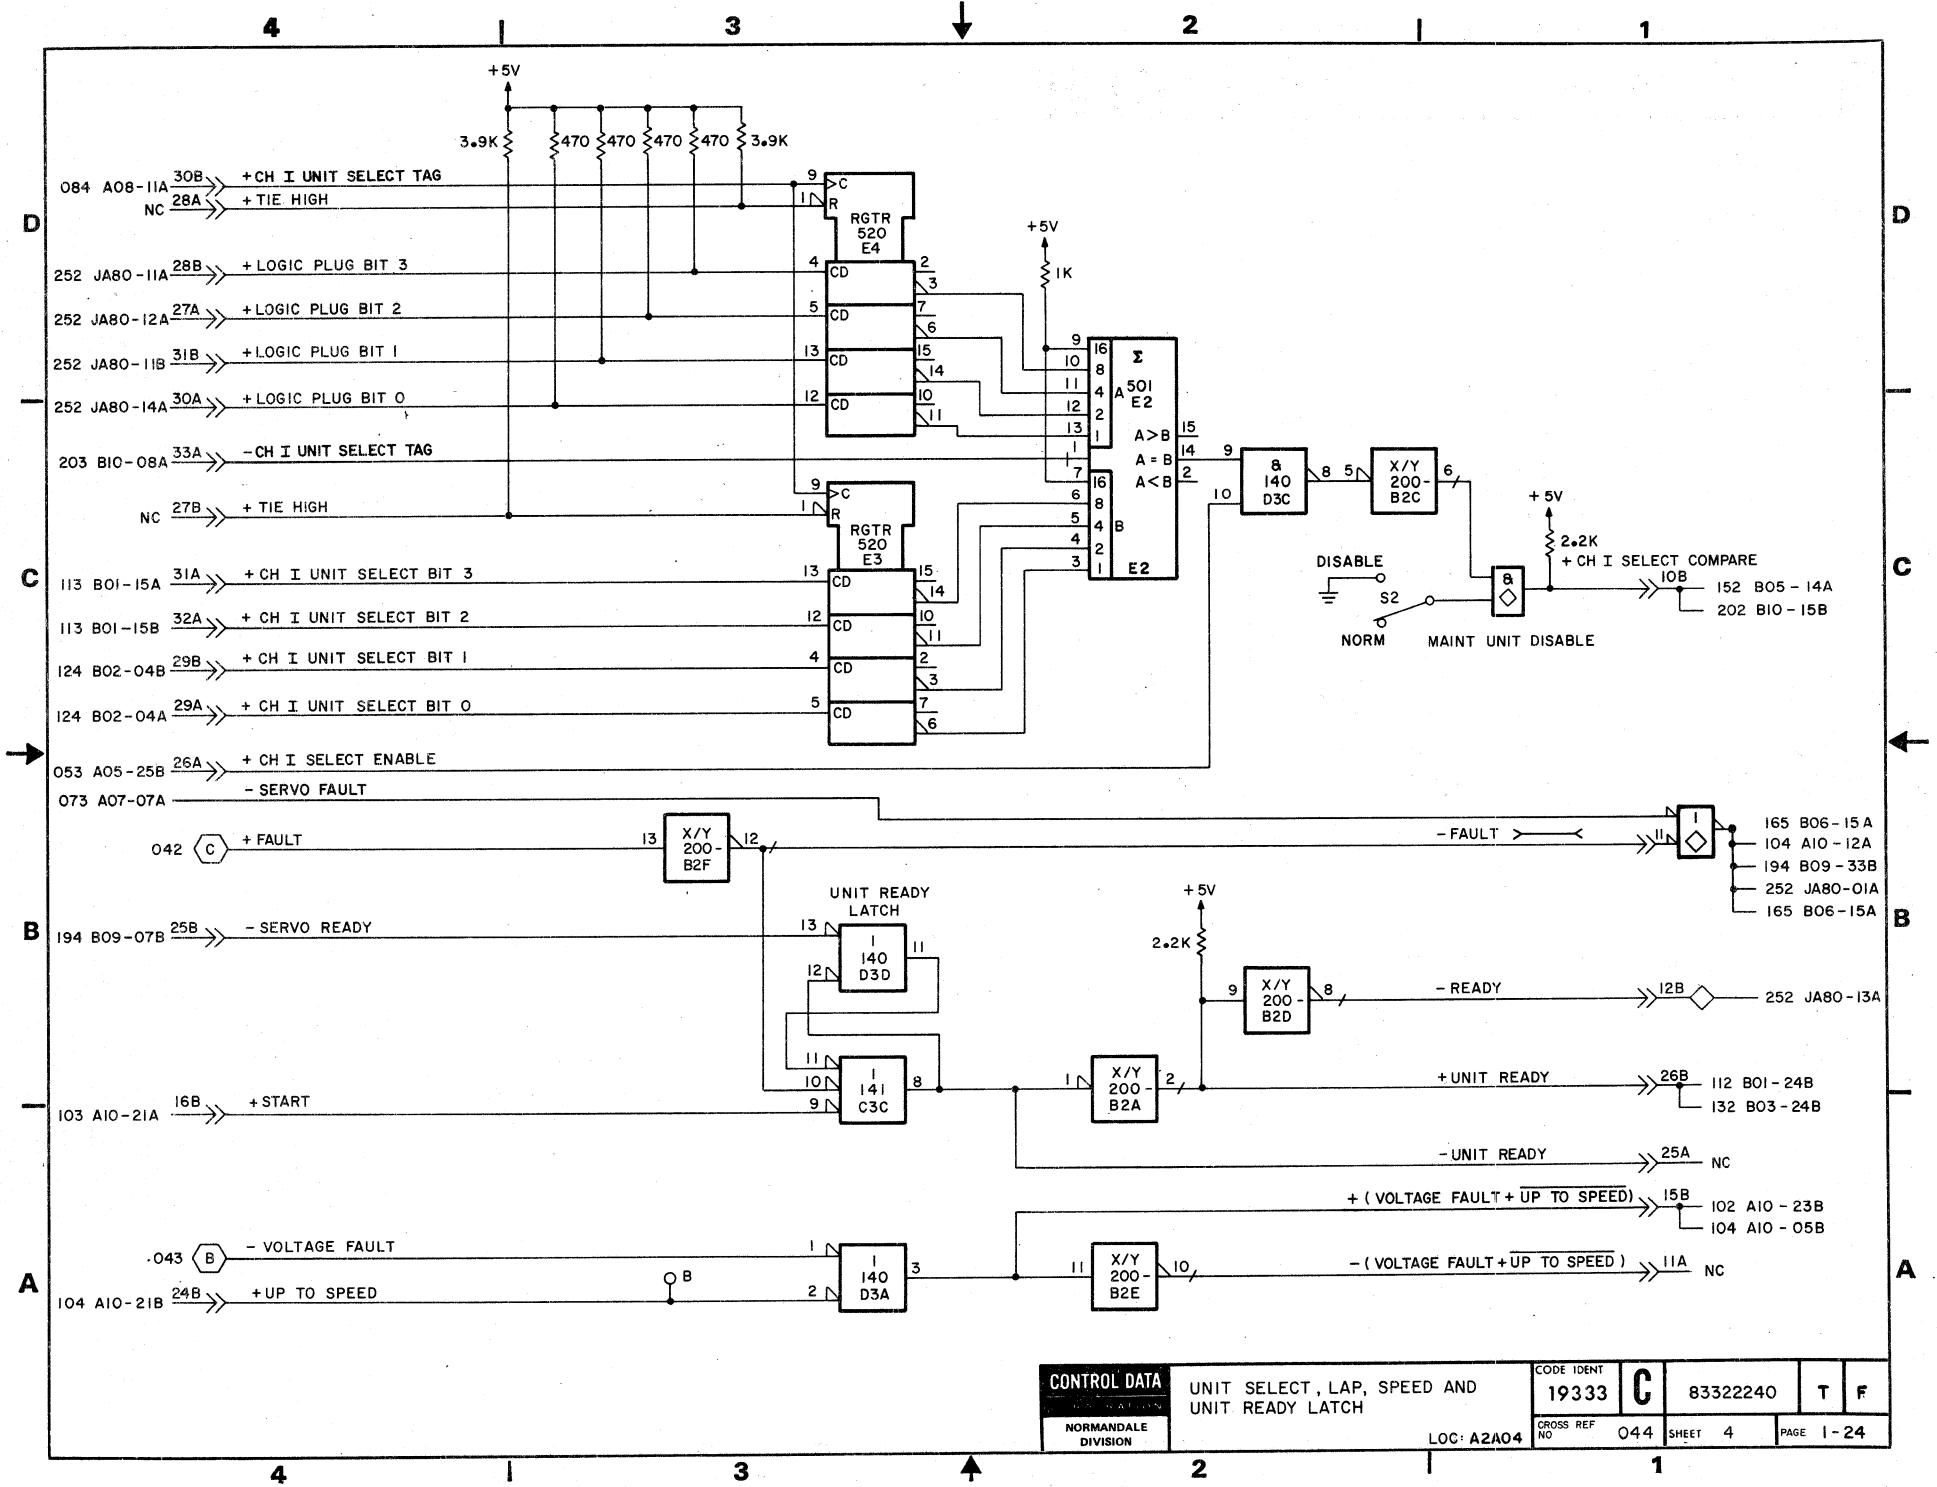 4 3 2 1
+5V
3.9K 470 470 470 470 3.9K
084 A08-11A 30B +CH I UNIT SELECT TAG 9 C
NC 28A +TIE HIGH 1 R
RGTR
520
E4
D D
+5V
1K
252 JA80-11A 28B +LOGIC PLUG BIT 3 4 CD 2
3
252 JA80-12A 27A +LOGIC PLUG BIT 2 5 CD 7
6
252 JA80-11B 31B +LOGIC PLUG BIT 1 13 CD 15
14
252 JA80-14A 30A +LOGIC PLUG BIT 0 12 CD 10
11
9 16 Σ
10 8
11 4 A 501
E2
12 2
13 1 A>B 15
203 B10-08A 33A -CH I UNIT SELECT TAG 1 A=B 14
7 16 A<B 2
6 8
5 4 B
4 2
3 1 E2
9 & 8
10 140
D3C
5 X/Y 6
200-
B2C
NC 27B + TIE HIGH 9 C
1 R
RGTR
520
E3
+5V
2.2K
C C
+ CH I SELECT COMPARE
DISABLE
S2
NORM
&
MAINT UNIT DISABLE
10B 152 B05-14A
202 B10-15B
113 B01-15A 31A + CH I UNIT SELECT BIT 3 13 CD 15
14
113 B01-15B 32A + CH I UNIT SELECT BIT 2 12 CD 10
11
124 B02-04B 29B + CH I UNIT SELECT BIT 1 4 CD 2
3
124 B02-04A 29A + CH I UNIT SELECT BIT 0 5 CD 7
6
053 A05-25B 26A + CH I SELECT ENABLE
073 A07-07A - SERVO FAULT
042 C +FAULT 13 X/Y 12
200-
B2F
-FAULT 11 1
165 B06-15A
104 A10-12A
194 B09-33B
252 JA80-01A
165 B06-15A
B B
UNIT READY
LATCH
194 B09-07B 25B - SERVO READY 13 1 11
12 140
D3D
+5V
2.2K
9 X/Y 8
200-
B2D
-READY 12B 252 JA80-13A
11 1 8
10 141
9 C3C
1 X/Y 2
200-
B2A
+UNIT READY 26B 112 B01-24B
132 B03-24B
103 A10-21A 16B +START
-UNIT READY 25A NC
+(VOLTAGE FAULT+UP TO SPEED) 15B 102 A10-23B
104 A10-05B
043 B - VOLTAGE FAULT 1 1 3
140
D3A
11 X/Y 10
200-
B2E
-(VOLTAGE FAULT+UP TO SPEED) 11A NC
A A
104 A10-21B 24B +UP TO SPEED B 2
CONTROL DATA
NORMANDALE
DIVISION
UNIT SELECT, LAP, SPEED AND
UNIT READY LATCH
LOC: A2A04
CODE IDENT
19333 C 83322240 T F
CROSS REF
NO 044 SHEET 4 PAGE 1-24
4 3 2 1